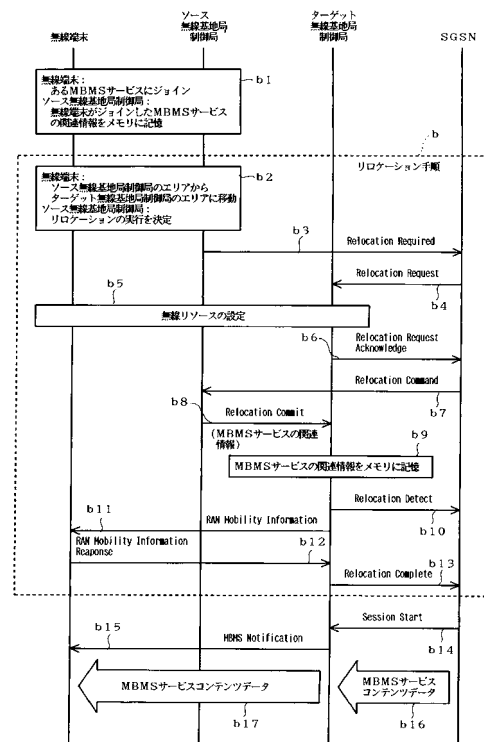 無線端末
ソース
無線基地局
制御局
ターゲット
無線基地局
制御局
SGSN
無線端末：
あるMBMSサービスにジョイン
ソース無線基地局制御局：
無線端末がジョインしたMBMSサービス
の関連情報をメモリに記憶
b1
b
リロケーション手順
無線端末：
ソース無線基地局制御局のエリアから
ターゲット無線基地局制御局のエリアに移動
ソース無線基地局制御局：
リロケーションの実行を決定
b2
b3
Relocation Required
Relocation Request
b4
b5
無線リソースの設定
b6
Relocation Request
Acknowledge
Relocation Command
b7
b8
Relocation Commit
(MBMSサービスの関連
情報)
b9
MBMSサービスの関連情報をメモリに記憶
Relocation Detect
b10
b11
RAN Mobility Information
RAN Mobility Information
Reaponse
b12
b13
Relocation Complete
Session Start
b14
b15
MBMS Notification
MBMSサービスコンテンツデータ
b17
MBMSサービス
コンテンツデータ
b16